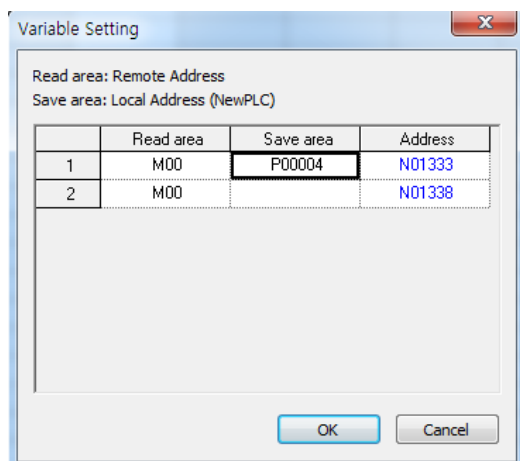 Variable Setting
Read area: Remote Address
Save area: Local Address (NewPLC)
Read area Save area Address
1 M00 P00004 N01333
2 M00 N01338
OK Cancel